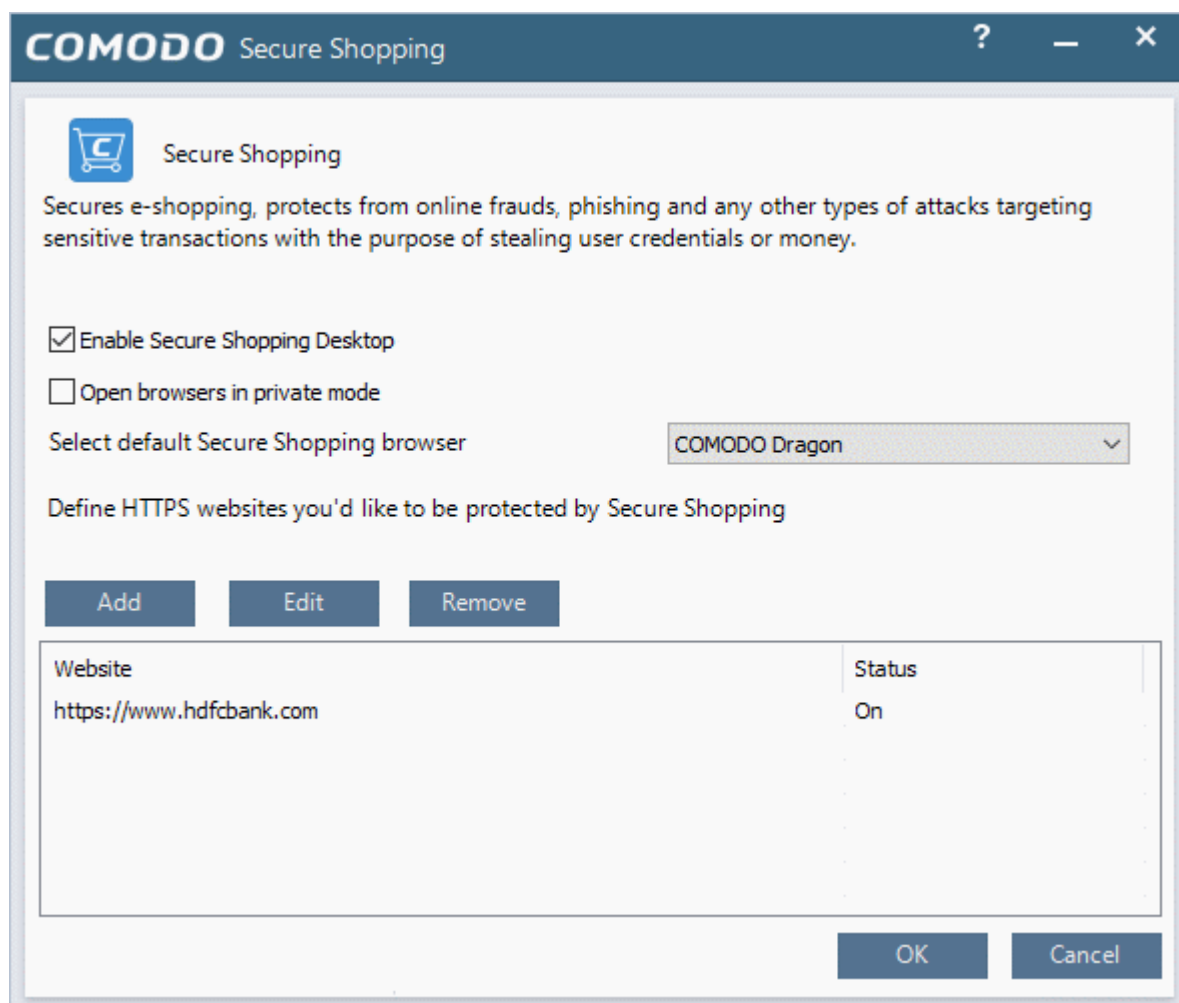 COMODO Secure Shopping ? — ×
C
Secure Shopping
Secures e-shopping, protects from online frauds, phishing and any other types of attacks targeting
sensitive transactions with the purpose of stealing user credentials or money.
Enable Secure Shopping Desktop
Open browsers in private mode
Select default Secure Shopping browser COMODO Dragon
Define HTTPS websites you'd like to be protected by Secure Shopping
Add Edit Remove
Website Status
https://www.hdfcbank.com On
OK Cancel